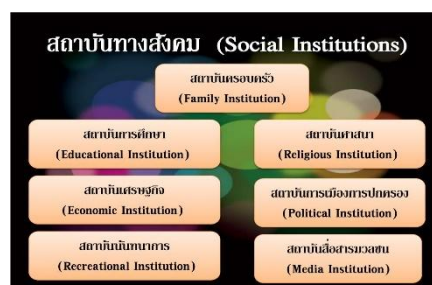 สถาบันทางสังคม (Social Institutions)
สถาบันครอบครัว
(Family Institution)
สถาบันการศึกษา
(Educational Institution)
สถาบันศาสนา
(Religious Institution)
สถาบันเศรษฐกิจ
(Economic Institution)
สถาบันการเมืองการปกครอง
(Political Institution)
สถาบันนันทนาการ
(Recreational Institution)
สถาบันสื่อสารมวลชน
(Media Institution)